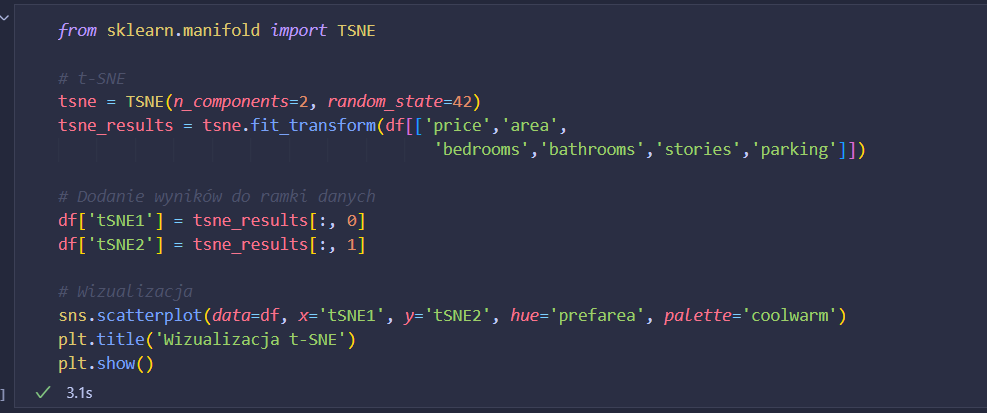 from sklearn.manifold import TSNE
# t-SNE
tsne = TSNE(n_components=2, random_state=42)
tsne_results = tsne.fit_transform(df[['price','area',
'bedrooms','bathrooms','stories','parking']])
# Dodanie wyników do ramki danych
df['tSNE1'] = tsne_results[:, 0]
df['tSNE2'] = tsne_results[:, 1]
# Wizualizacja
sns.scatterplot(data=df, x='tSNE1', y='tSNE2', hue='prefarea', palette='coolwarm')
plt.title('Wizualizacja t-SNE')
plt.show()
] ✓ 3.1s